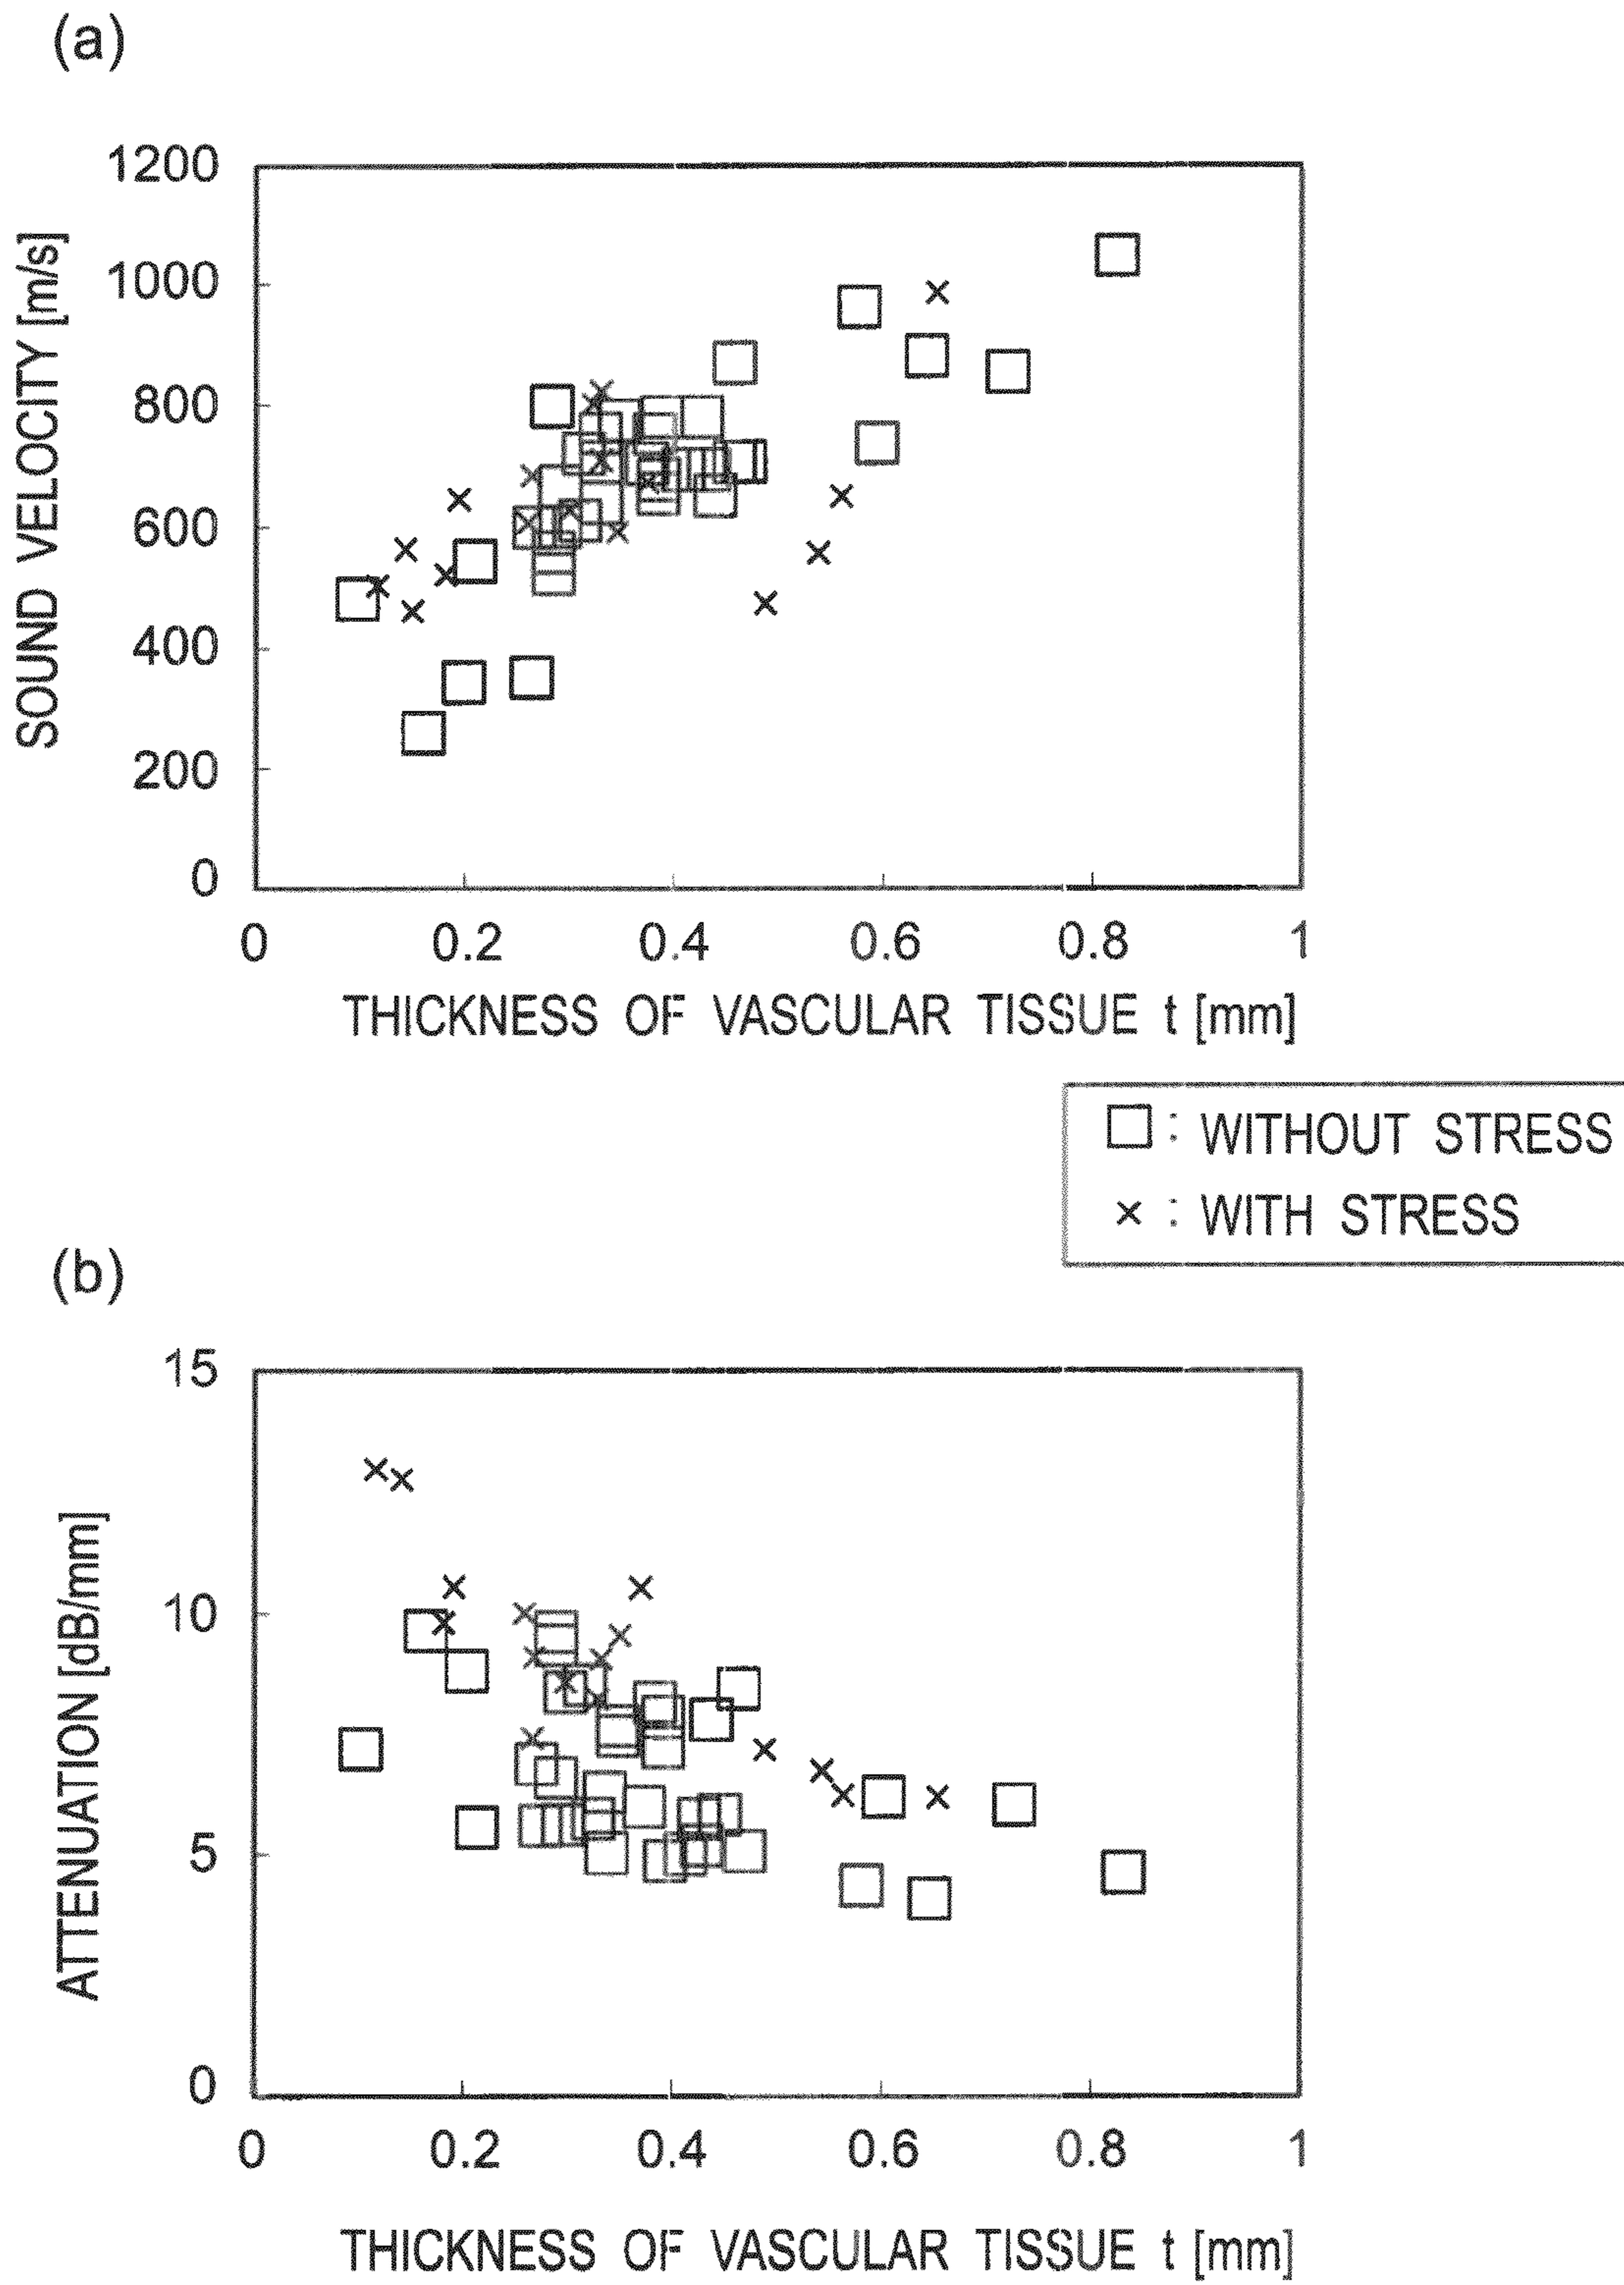 (a)
1200
1000
800
600
400
200
0
SOUND VELOCITY [m/s]
0 0.2 0.4 0.6 0.8 1
THICKNESS OF VASCULAR TISSUE t [mm]
□ : WITHOUT STRESS
× : WITH STRESS
(b)
15
10
5
0
ATTENUATION [dB/mm]
0 0.2 0.4 0.6 0.8 1
THICKNESS OF VASCULAR TISSUE t [mm]